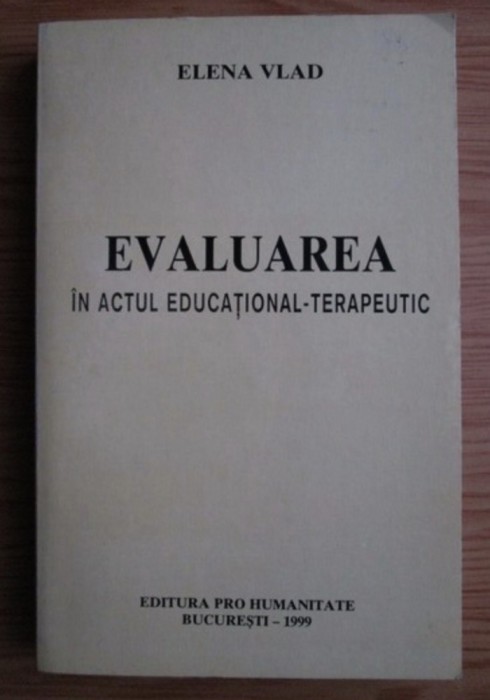 ELENA VLAD
EVALUAREA
ÎN ACTUL EDUCAȚIONAL-TERAPEUTIC
EDITURA PRO HUMANITATE
BUCUREȘTI – 1999